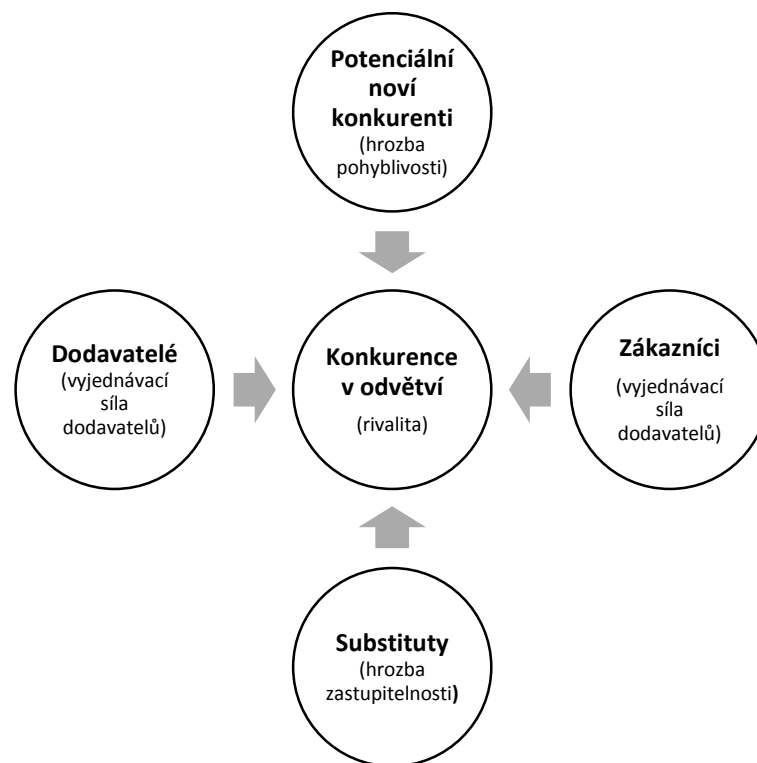 Potenciální
noví
konkurenti
(hrozba
pohyblivosti)
Dodavatelé
(vyjednávací
síla
dodavatelů)
Konkurence
v odvětví
(rivalita)
Zákazníci
(vyjednávací
síla
dodavatelů)
Substituty
(hrozba
zastupitelnosti)